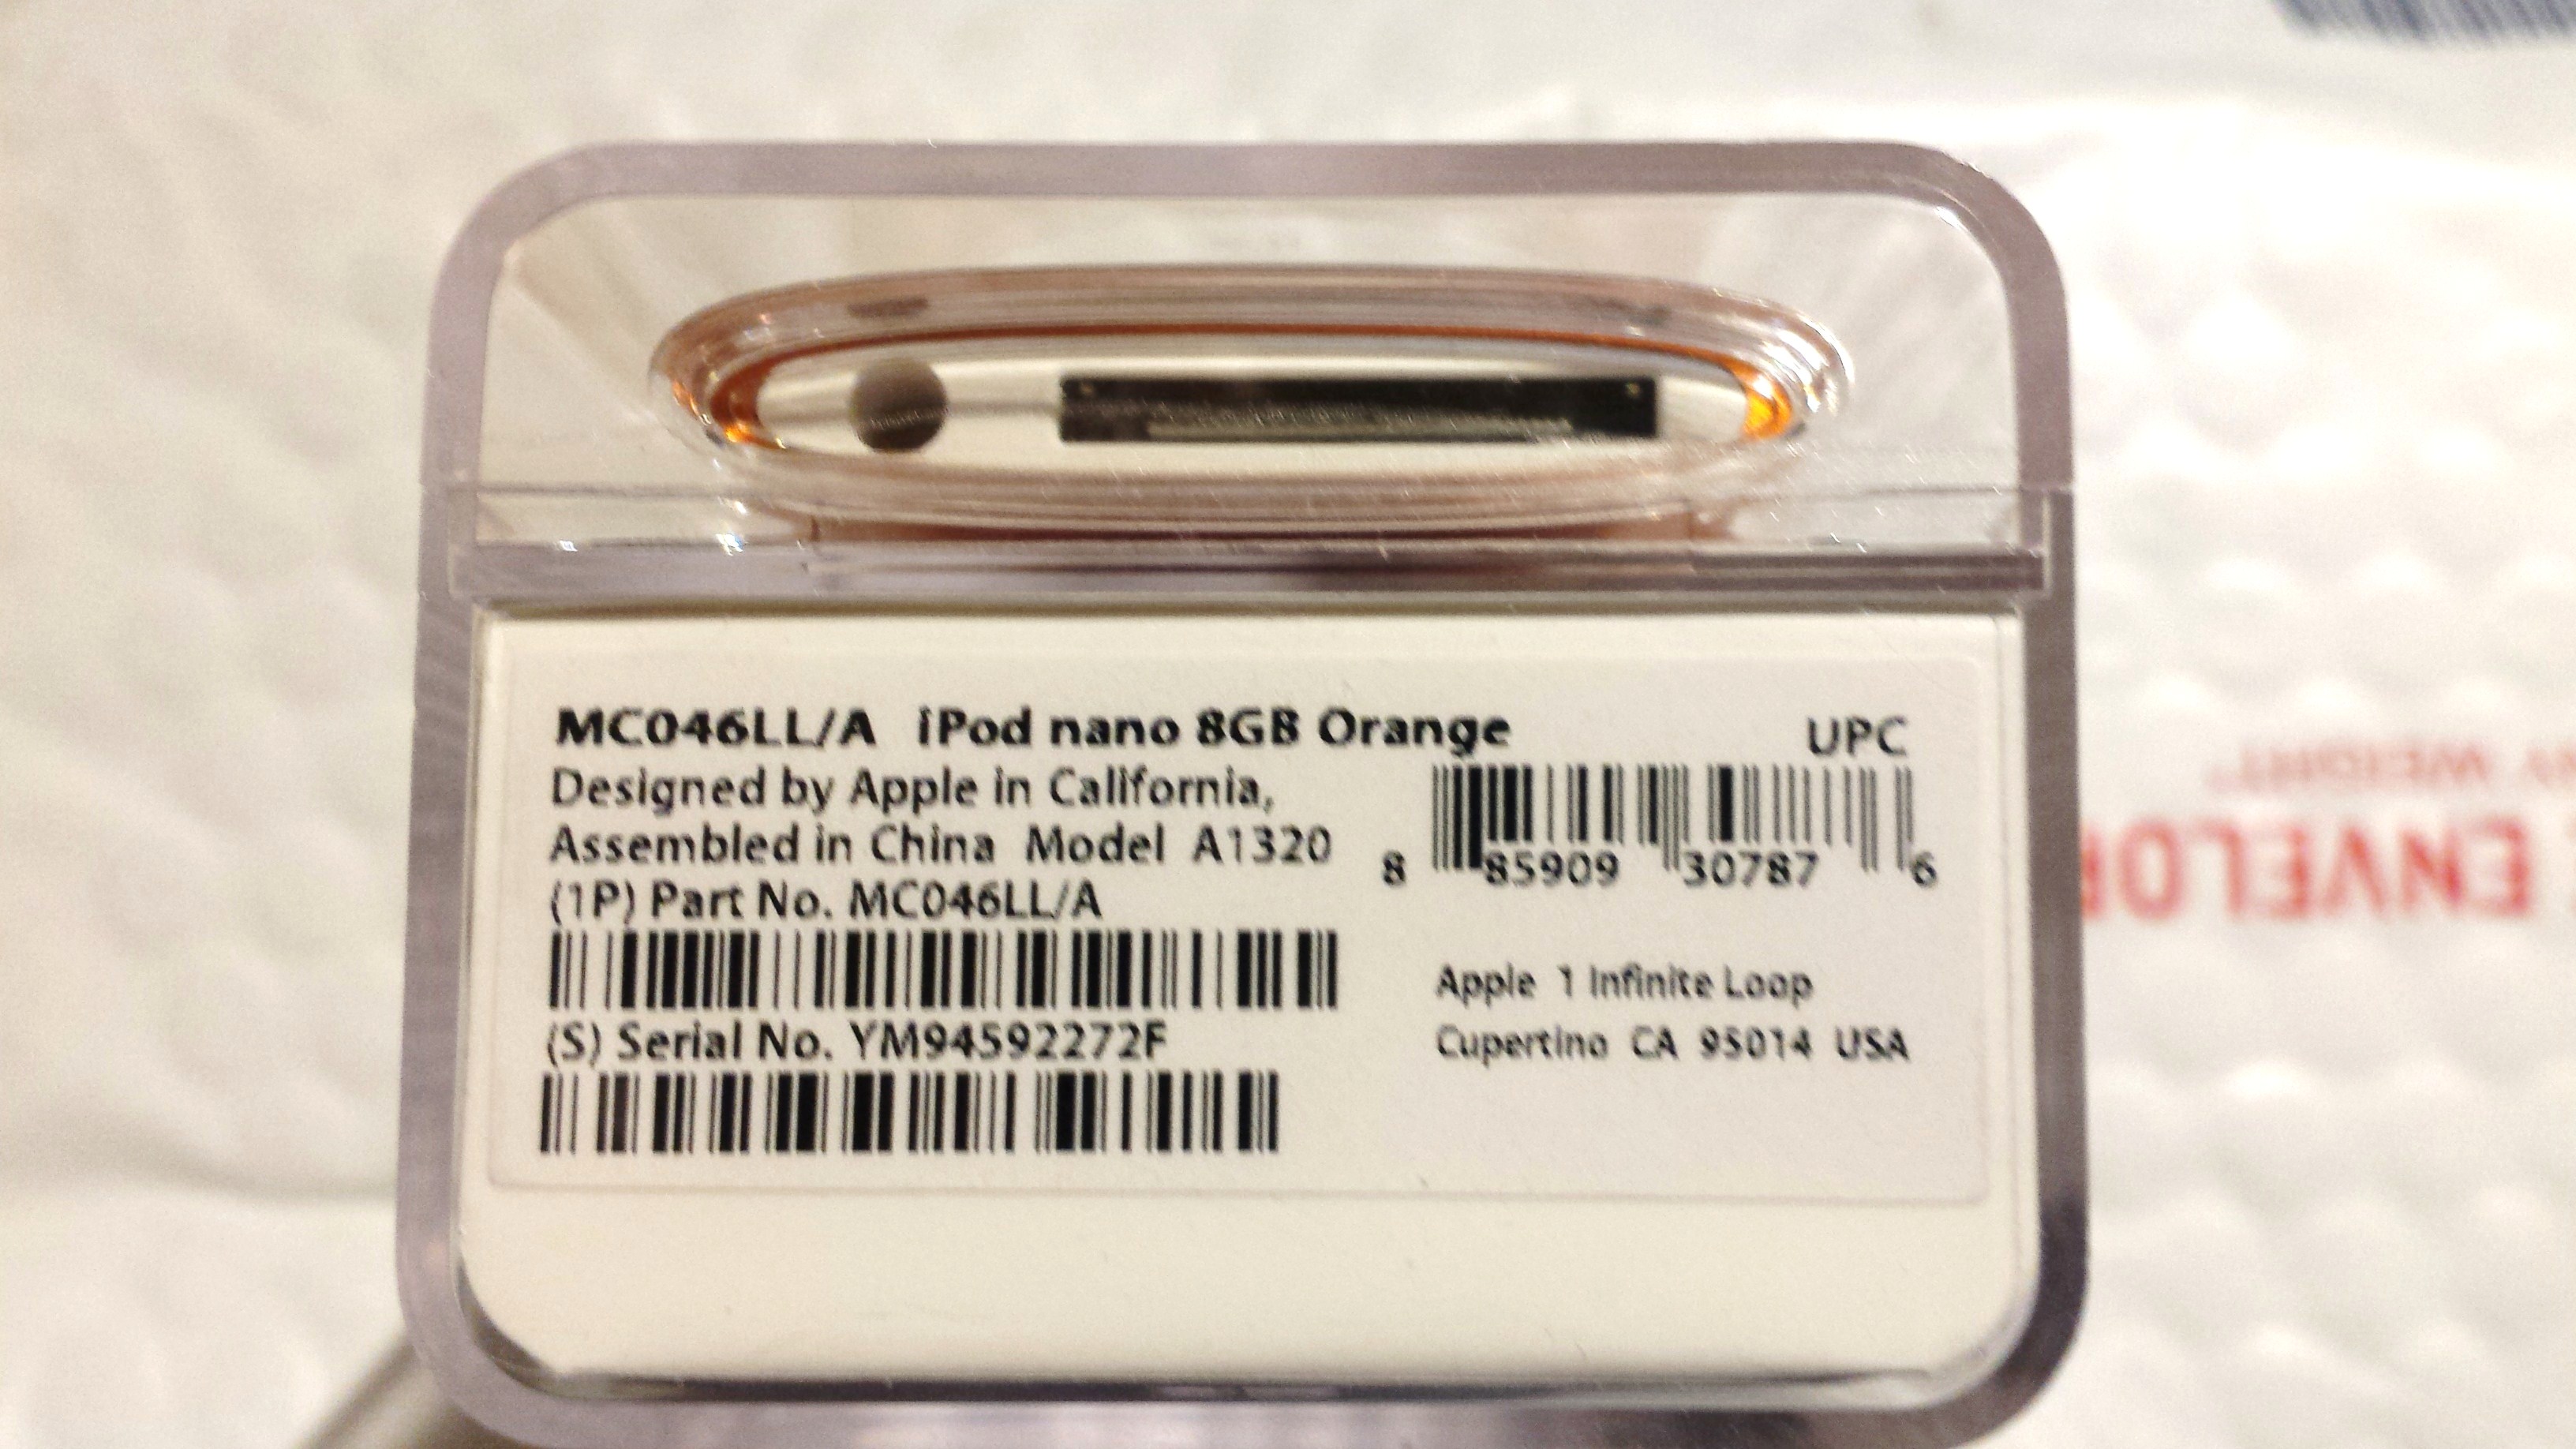 MC046LL/A iPod nano 8GB Orange
UPC
Designed by Apple in California,
Assembled in China Model A1320
8 85909 30787 6
(1P) Part No. MC046LL/A
Apple 1 Infinite Loop
(S) Serial No. YM94592272F
Cupertino CA 95014 USA
WEIGHT